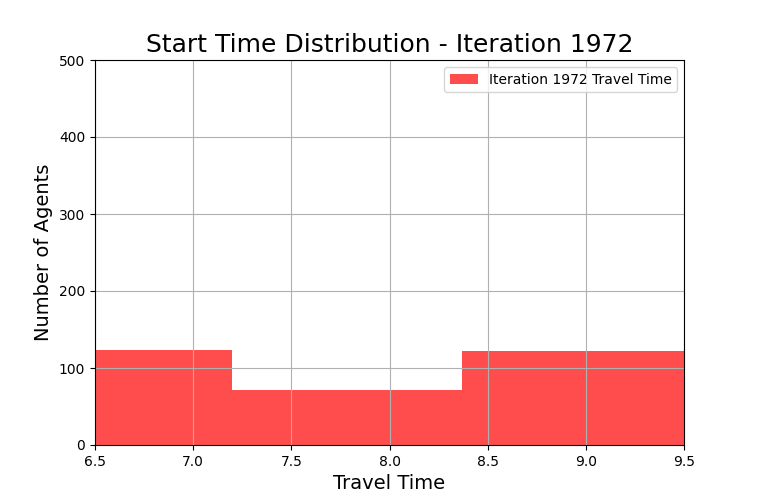 Start Time Distribution - Iteration 1972
Iteration 1972 Travel Time
Number of Agents
500
400
300
200
100
0
6.5 7.0 7.5 8.0 8.5 9.0 9.5
Travel Time